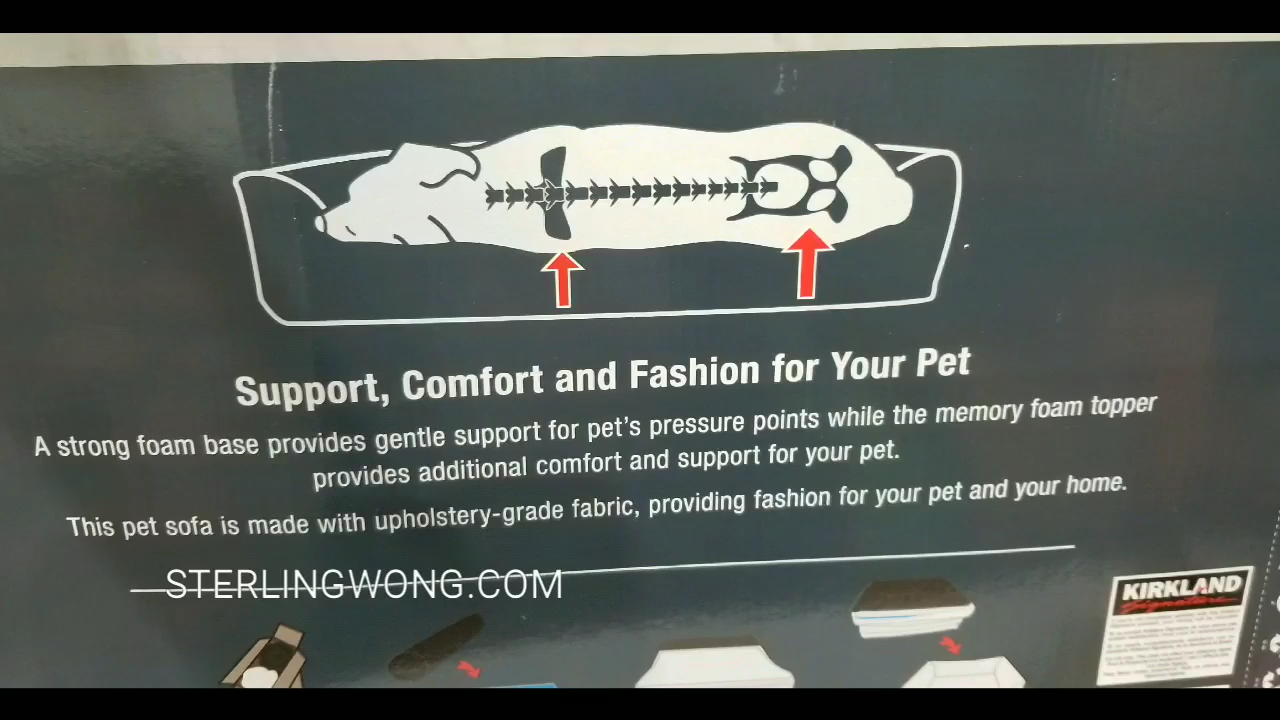 Support, Comfort and Fashion for Your Pet
A strong foam base provides gentle support for pet's pressure points while the memory foam topper
provides additional comfort and support for your pet.
This pet sofa is made with upholstery-grade fabric, providing fashion for your pet and your home.
STERLINGWONG.COM
KIRKLAND
Signature